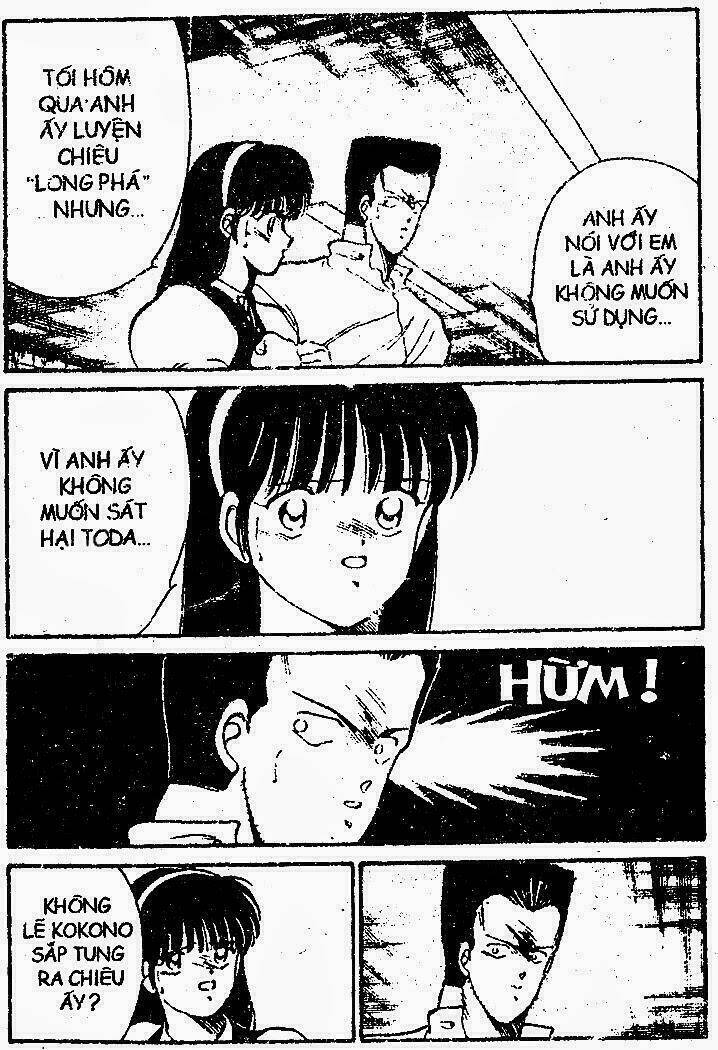 TỐI HÔM
QUA ANH
ẤY LUYỆN
CHIÊU
"LONG PHÁ"
NHƯNG...
ANH ẤY
NÓI VỚI EM
LÀ ANH ẤY
KHÔNG MUỐN
SỬ DỤNG...
VÌ ANH ẤY
KHÔNG
MUỐN SÁT
HẠI TODA...
HỪM!
KHÔNG
LẼ KOKONO
SẮP TUNG
RA CHIÊU
ẤY?